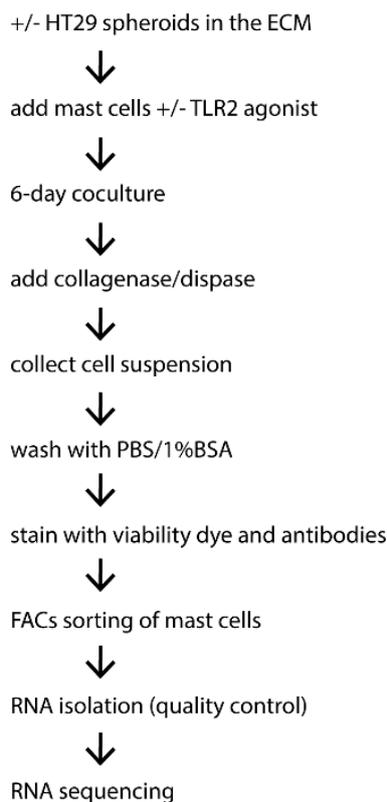 +/- HT29 spheroids in the ECM
add mast cells +/- TLR2 agonist
6-day coculture
add collagenase/dispase
collect cell suspension
wash with PBS/1%BSA
stain with viability dye and antibodies
FACs sorting of mast cells
RNA isolation (quality control)
RNA sequencing